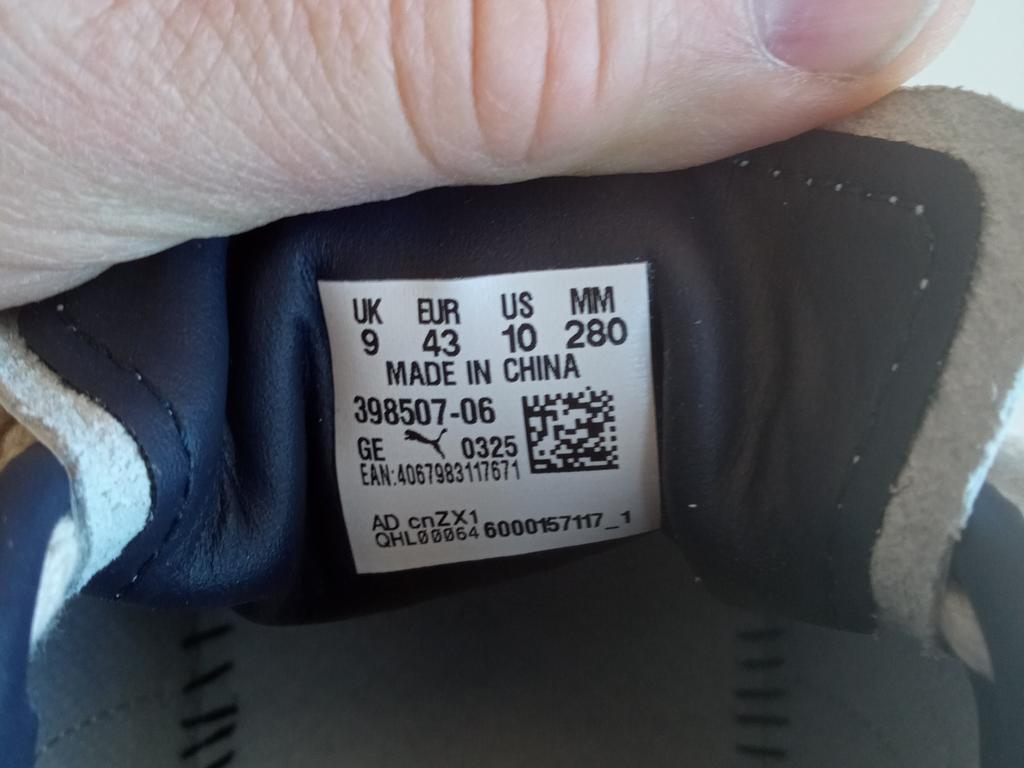 UK EUR US MM
9 43 10 280
MADE IN CHINA
398507-06
GE 0325
EAN:4067983117671
AD cnZX1
QHL00064 6000157117_1